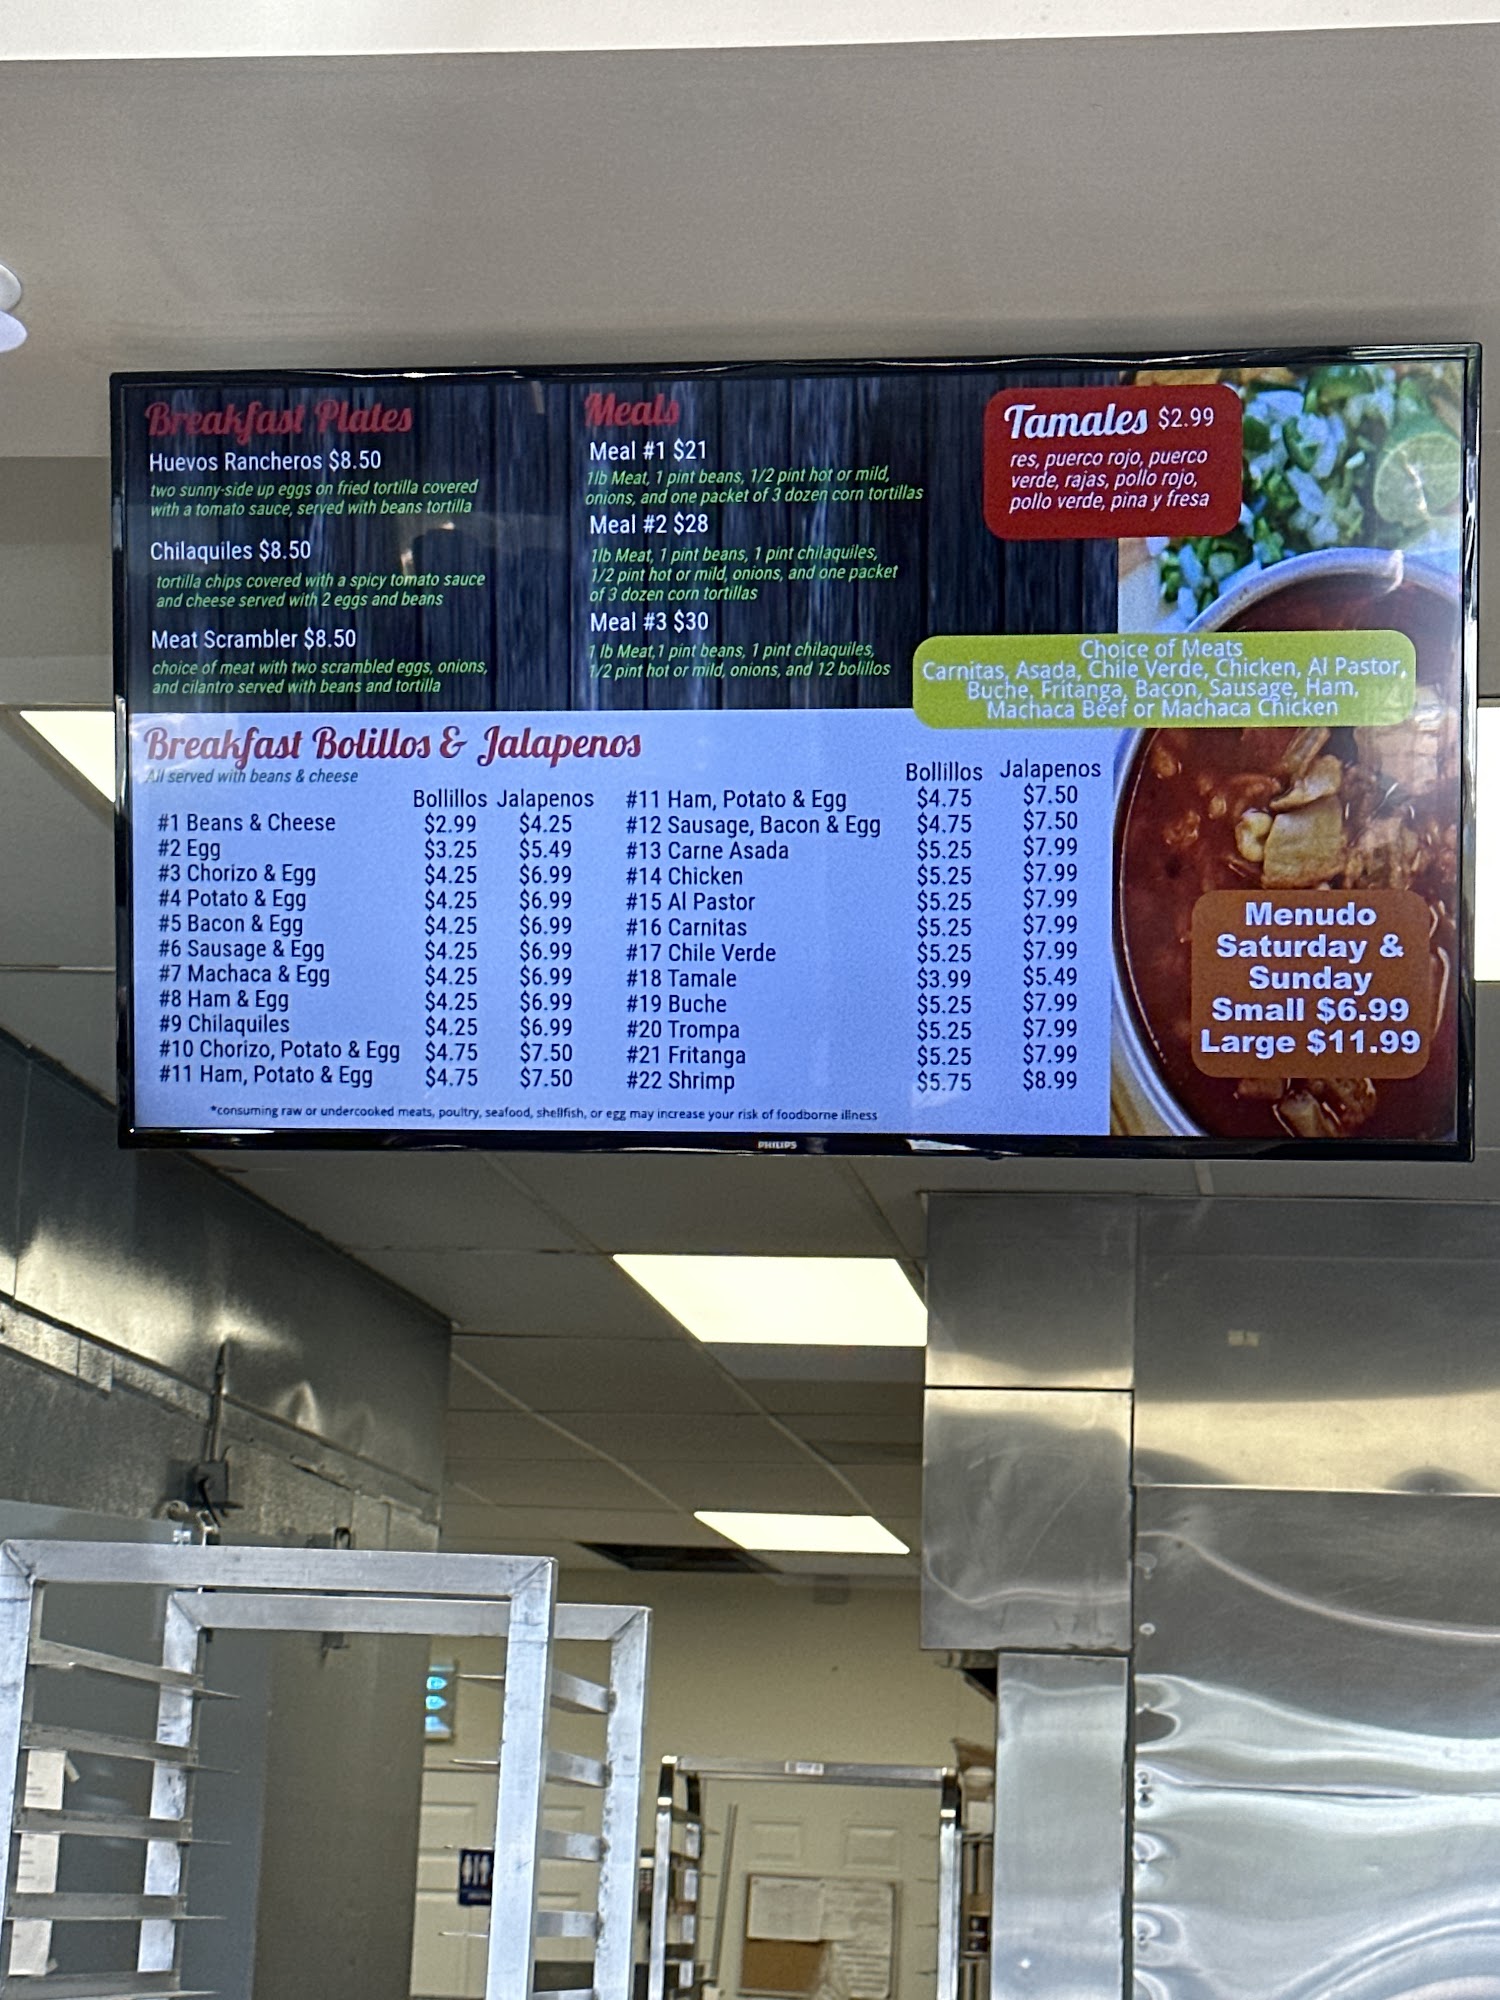 Breakfast Plates
Huevos Rancheros $8.50
two sunny-side up eggs on fried tortilla covered
with a tomato sauce, served with beans tortilla
Chilaquiles $8.50
tortilla chips covered with a spicy tomato sauce
and cheese served with 2 eggs and beans
Meat Scrambler $8.50
choice of meat with two scrambled eggs, onions,
and cilantro served with beans and tortilla
Meals
Meal #1 $21
1lb Meat, 1 pint beans, 1/2 pint hot or mild,
onions, and one packet of 3 dozen corn tortillas
Meal #2 $28
1lb Meat, 1 pint beans, 1 pint chilaquiles,
1/2 pint hot or mild, onions, and one packet
of 3 dozen corn tortillas
Meal #3 $30
1 lb Meat,1 pint beans, 1 pint chilaquiles,
1/2 pint hot or mild, onions, and 12 bolillos
Tamales $2.99
res, puerco rojo, puerco
verde, rajas, pollo rojo,
pollo verde, pina y fresa
Choice of Meats
Carnitas, Asada, Chile Verde, Chicken, Al Pastor,
Buche, Fritanga, Bacon, Sausage, Ham,
Machaca Beef or Machaca Chicken
Breakfast Bolillos & Jalapenos
All served with beans & cheese
Bollillos Jalapenos
#1 Beans & Cheese $2.99 $4.25
#2 Egg $3.25 $5.49
#3 Chorizo & Egg $4.25 $6.99
#4 Potato & Egg $4.25 $6.99
#5 Bacon & Egg $4.25 $6.99
#6 Sausage & Egg $4.25 $6.99
#7 Machaca & Egg $4.25 $6.99
#8 Ham & Egg $4.25 $6.99
#9 Chilaquiles $4.25 $6.99
#10 Chorizo, Potato & Egg $4.75 $7.50
#11 Ham, Potato & Egg $4.75 $7.50
Bollillos Jalapenos
#11 Ham, Potato & Egg $4.75 $7.50
#12 Sausage, Bacon & Egg $4.75 $7.50
#13 Carne Asada $5.25 $7.99
#14 Chicken $5.25 $7.99
#15 Al Pastor $5.25 $7.99
#16 Carnitas $5.25 $7.99
#17 Chile Verde $5.25 $7.99
#18 Tamale $3.99 $5.49
#19 Buche $5.25 $7.99
#20 Trompa $5.25 $7.99
#21 Fritanga $5.25 $7.99
#22 Shrimp $5.75 $8.99
*consuming raw or undercooked meats, poultry, seafood, shellfish, or egg may increase your risk of foodborne illness
Menudo
Saturday &
Sunday
Small $6.99
Large $11.99
PHILIPS